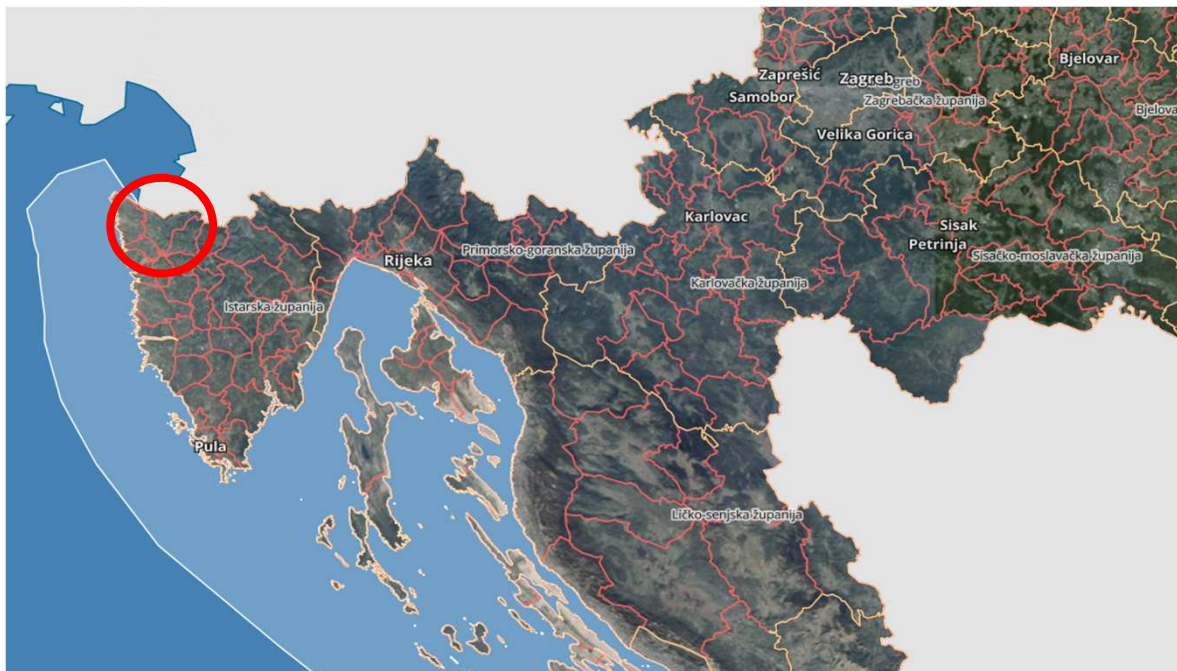 Bjelovar
Zaprešić
Zagreb
Samobor
Zagrebačka županija
Velika Gorica
Karlovac
Sisak
Petrinja
Primorsko-goranska županija
Sisačko-moslavačka županija
Rijeka
Karlovačka županija
Istarska županija
Pula
Ličko-senjska županija